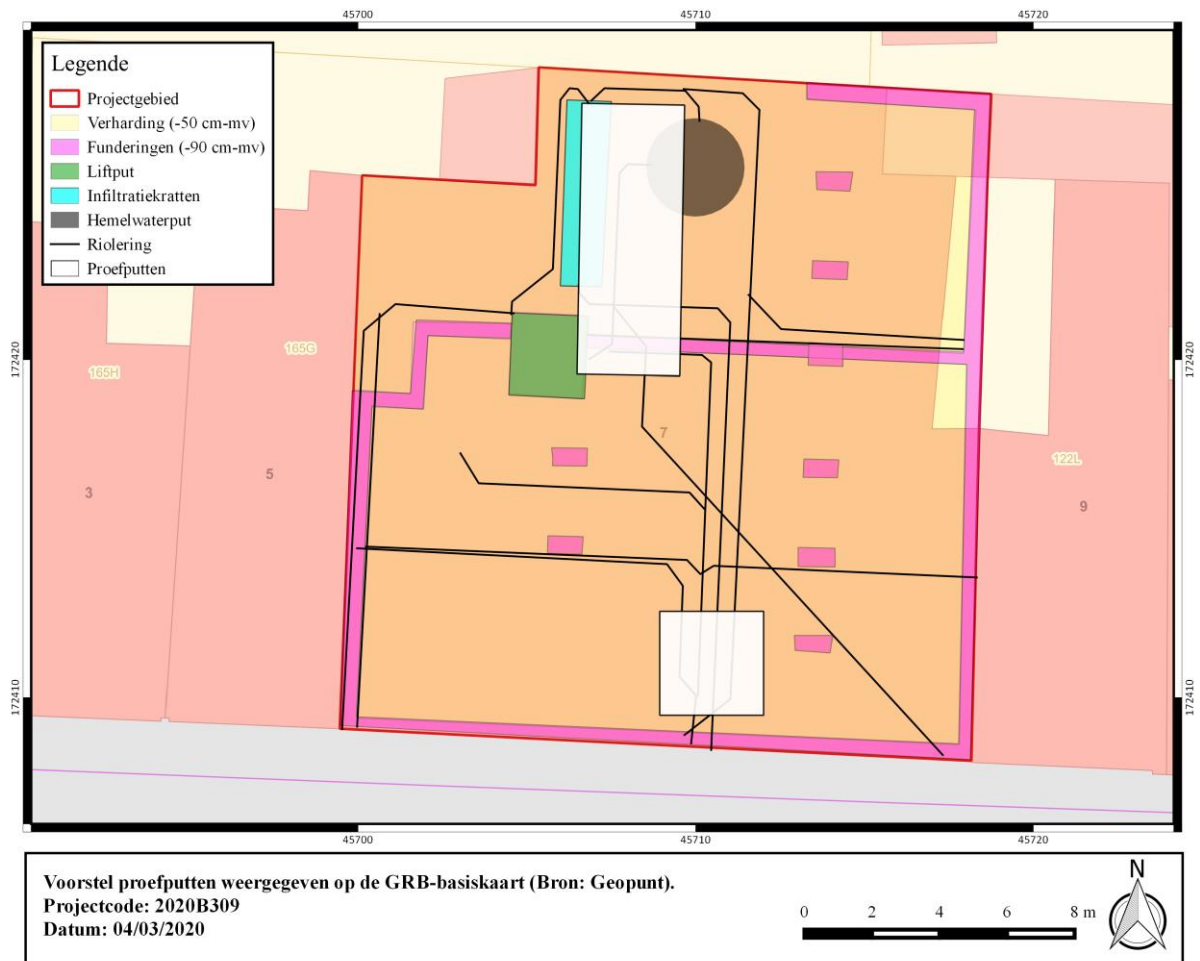 45700 45710 45720
Legende
Projectgebied
Verharding (-50 cm-mv)
Funderingen (-90 cm-mv)
Liftput
Infiltratiekratten
Hemelwaterput
Riolering
Proefputten
172420 172420
165G
165H
7
122L
5
3
9
172410 172410
45700 45710 45720
Voorstel proefputten weergegeven op de GRB-basiskaart (Bron: Geopunt).
Projectcode: 2020B309
Datum: 04/03/2020
0 2 4 6 8 m
N